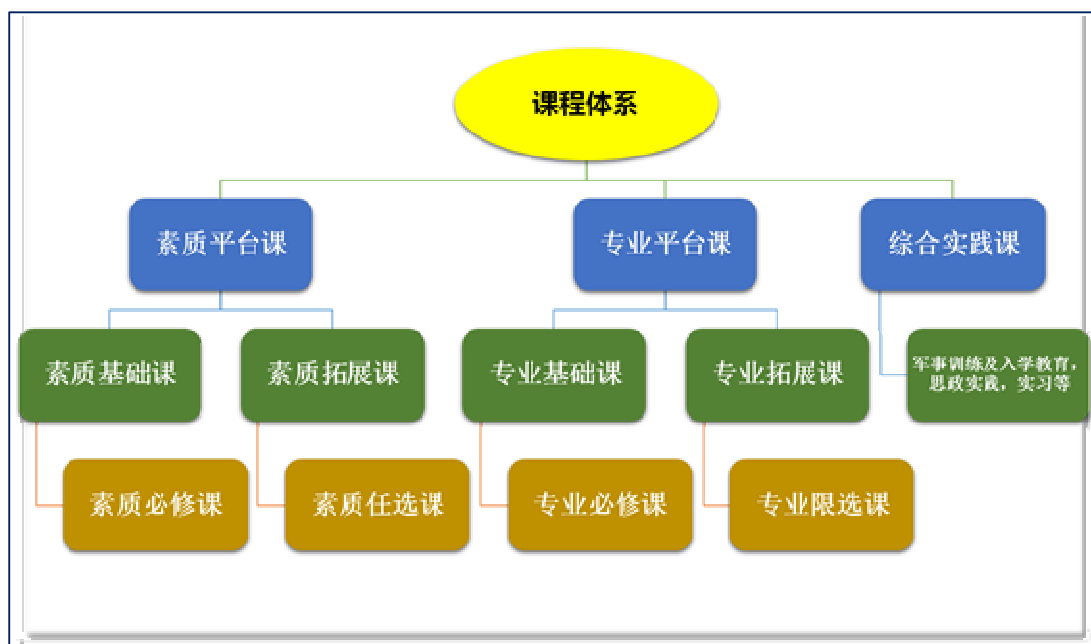 课程体系
素质平台课
专业平台课
综合实践课
素质基础课
素质拓展课
专业基础课
专业拓展课
军事训练及入学教育，
思政实践，实习等
素质必修课
素质任选课
专业必修课
专业限选课